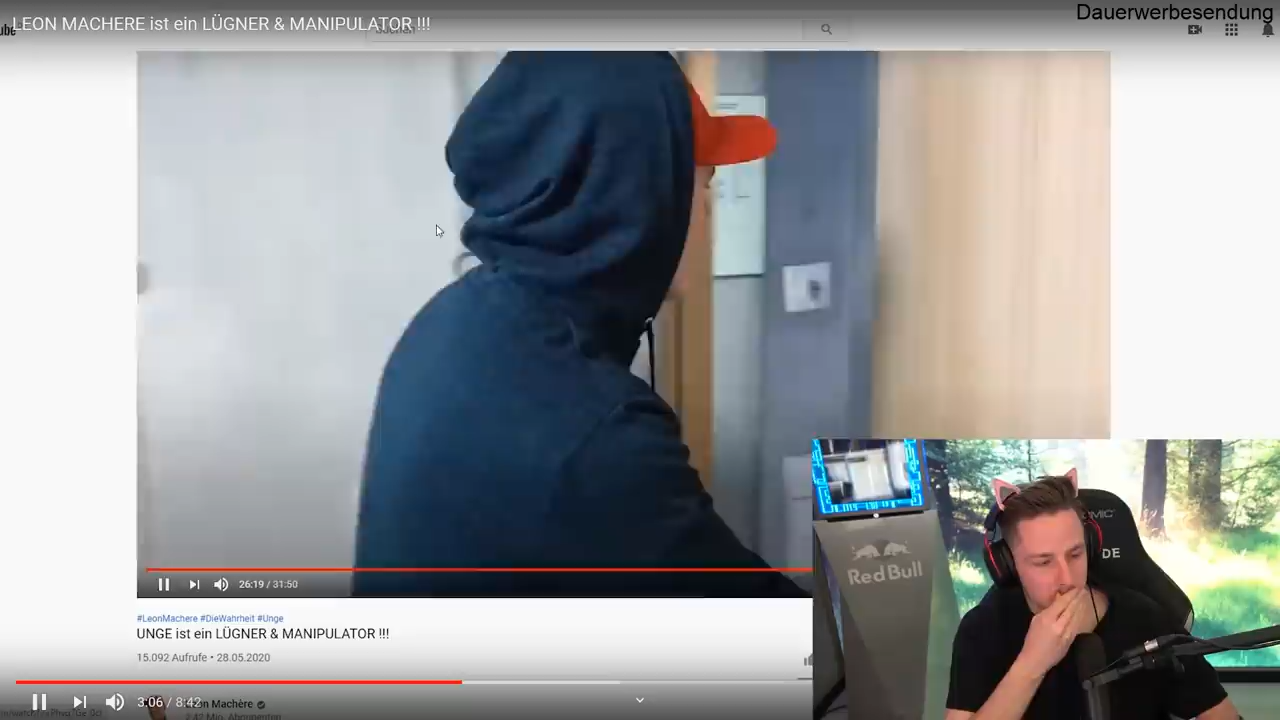 LEON MACHERE ist ein LÜGNER & MANIPULATOR !!!
Dauerwerbesendung
Suchen
26:19 / 31:50
#LeonMachere #DieWahrheit #Unge
UNGE ist ein LÜGNER & MANIPULATOR !!!
15.092 Aufrufe • 28.05.2020
3:06 / 8:42
Leon Machère
Red Bull